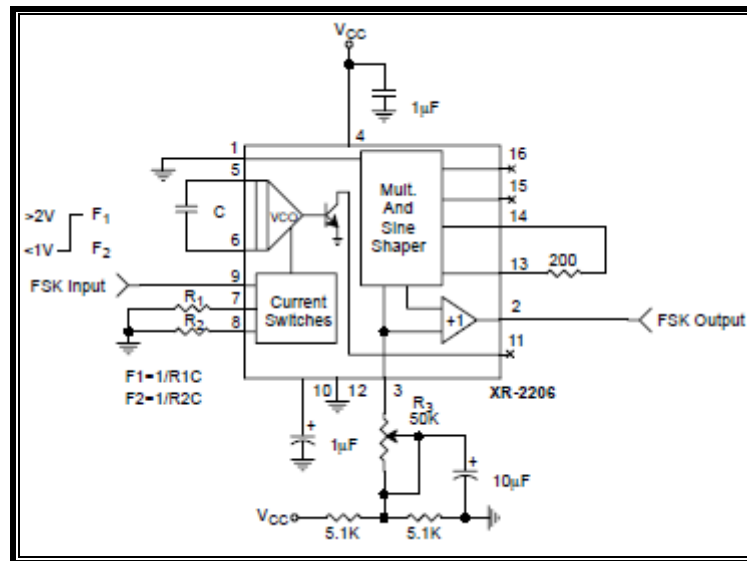 VCC
1µF
1
4
5
C
6
VCO
Mult.
And
Sine
Shaper
16
15
14
13
200
>2V
F1
<1V
F2
FSK Input
9
R1
7
R2
8
Current
Switches
+1
2
FSK Output
11
F1=1/R1C
F2=1/R2C
10
12
3
XR-2206
R3
50K
1µF
+
+
10µF
VCC
5.1K
5.1K